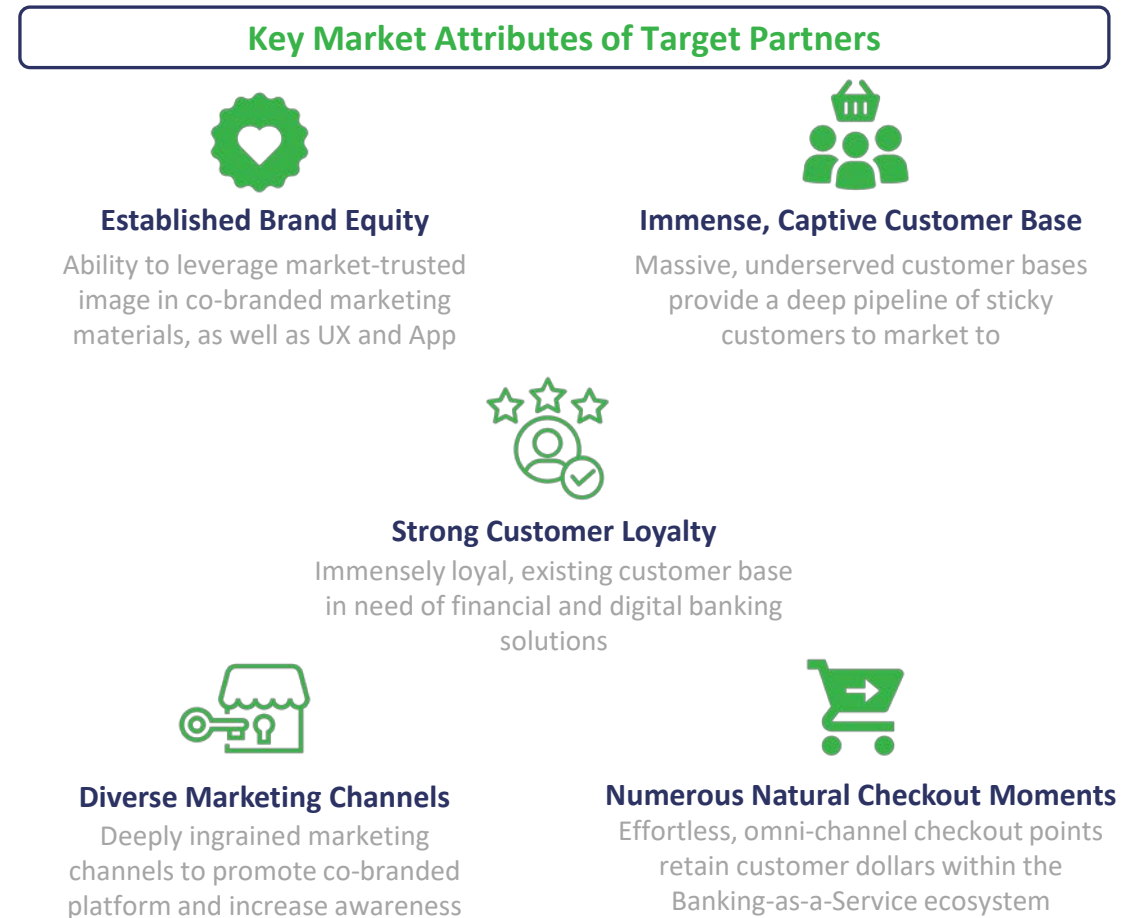 Key Market Attributes of Target Partners
Established Brand Equity
Ability to leverage market-trusted
image in co-branded marketing
materials, as well as UX and App
Immense, Captive Customer Base
Massive, underserved customer bases
provide a deep pipeline of sticky
customers to market to
Strong Customer Loyalty
Immensely loyal, existing customer base
in need of financial and digital banking
solutions
Diverse Marketing Channels
Deeply ingrained marketing
channels to promote co-branded
platform and increase awareness
Numerous Natural Checkout Moments
Effortless, omni-channel checkout points
retain customer dollars within the
Banking-as-a-Service ecosystem